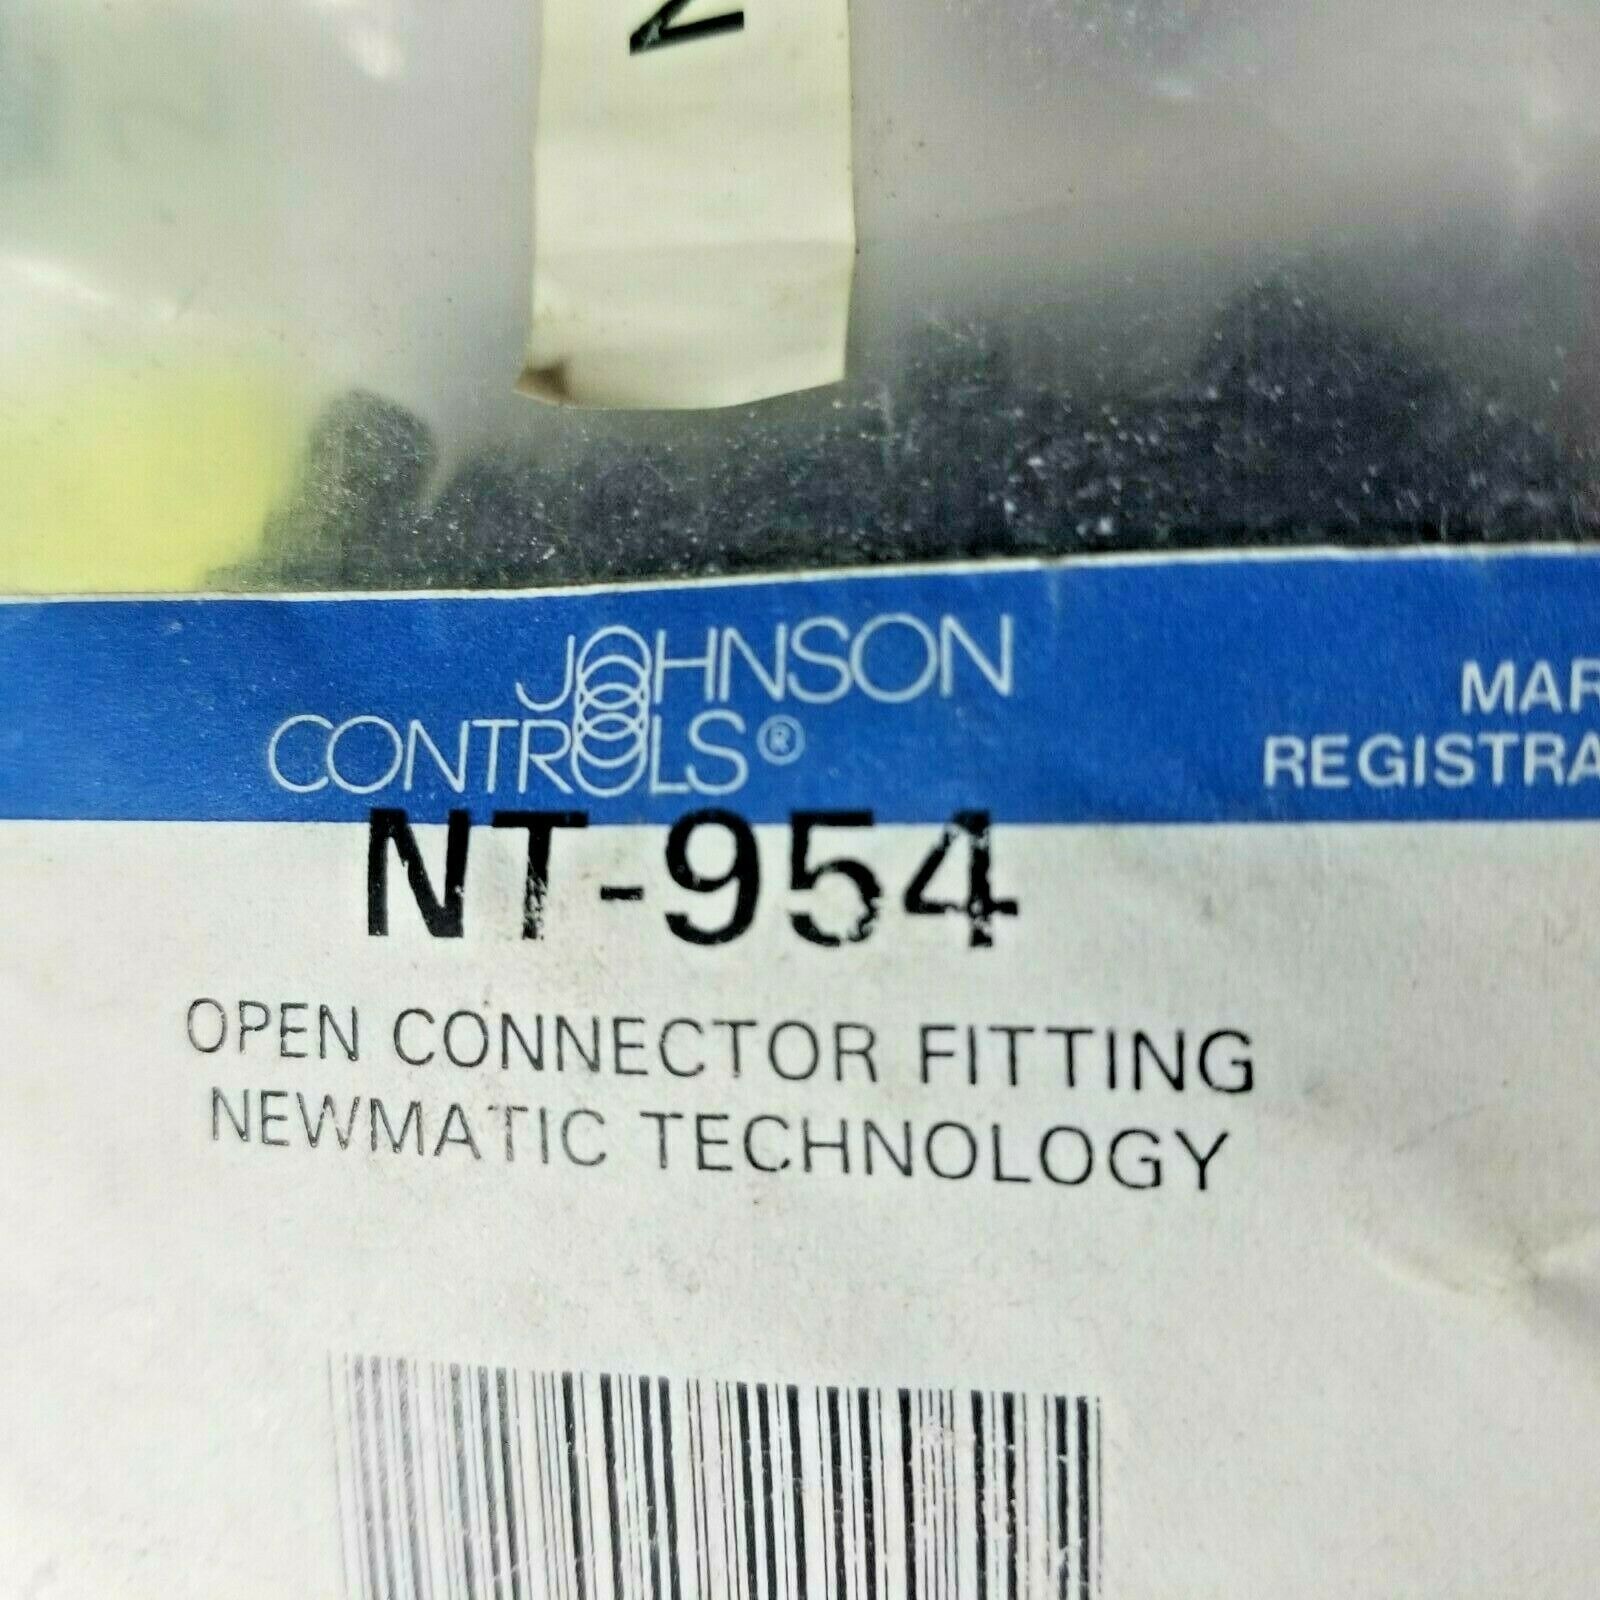 JOHNSON
CONTROLS®
NT-954
OPEN CONNECTOR FITTING
NEWMATIC TECHNOLOGY